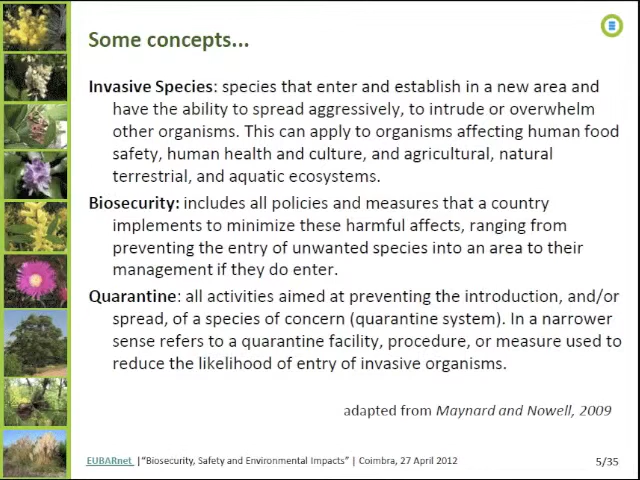 Some concepts...
Invasive Species: species that enter and establish in a new area and
have the ability to spread aggressively, to intrude or overwhelm
other organisms. This can apply to organisms affecting human food
safety, human health and culture, and agricultural, natural
terrestrial, and aquatic ecosystems.
Biosecurity: includes all policies and measures that a country
implements to minimize these harmful affects, ranging from
preventing the entry of unwanted species into an area to their
management if they do enter.
Quarantine: all activities aimed at preventing the introduction, and/or
spread, of a species of concern (quarantine system). In a narrower
sense refers to a quarantine facility, procedure, or measure used to
reduce the likelihood of entry of invasive organisms.
adapted from Maynard and Nowell, 2009
EUBARnet |"Biosecurity, Safety and Environmental Impacts" | Coimbra, 27 April 2012
5/35